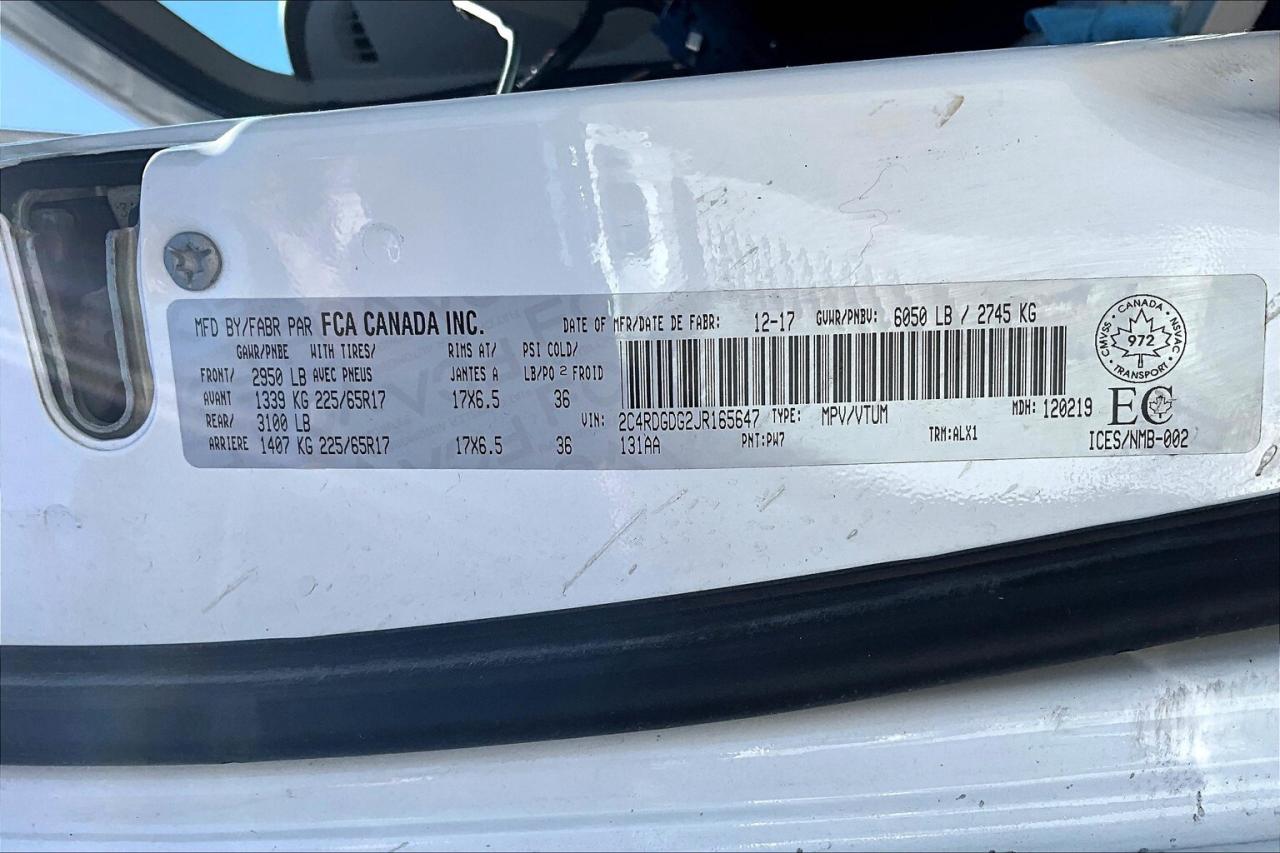 MFD BY/FABR PAR FCA CANADA INC. DATE OF MFR/DATE DE FABR: 12-17 GVWR/PNBV: 6050 LB / 2745 KG
GAWR/PNBE WITH TIRES/ RIMS AT/ PSI COLD/
FRONT/ 2950 LB AVEC PNEUS JANTES A LB/PO 2 FROID
AVANT 1339 KG 225/65R17 17X6.5 36
REAR/ 3100 LB VIN: 2C4RDGDG2JR165647 TYPE: MPV/VTUM MDH: 120219
ARRIERE 1407 KG 225/65R17 17X6.5 36 131AA PNT:PW7 TRM:ALX1
CANADA
CMVSS 972 NSVAC
TRANSPORT
EC
ICES/NMB-002